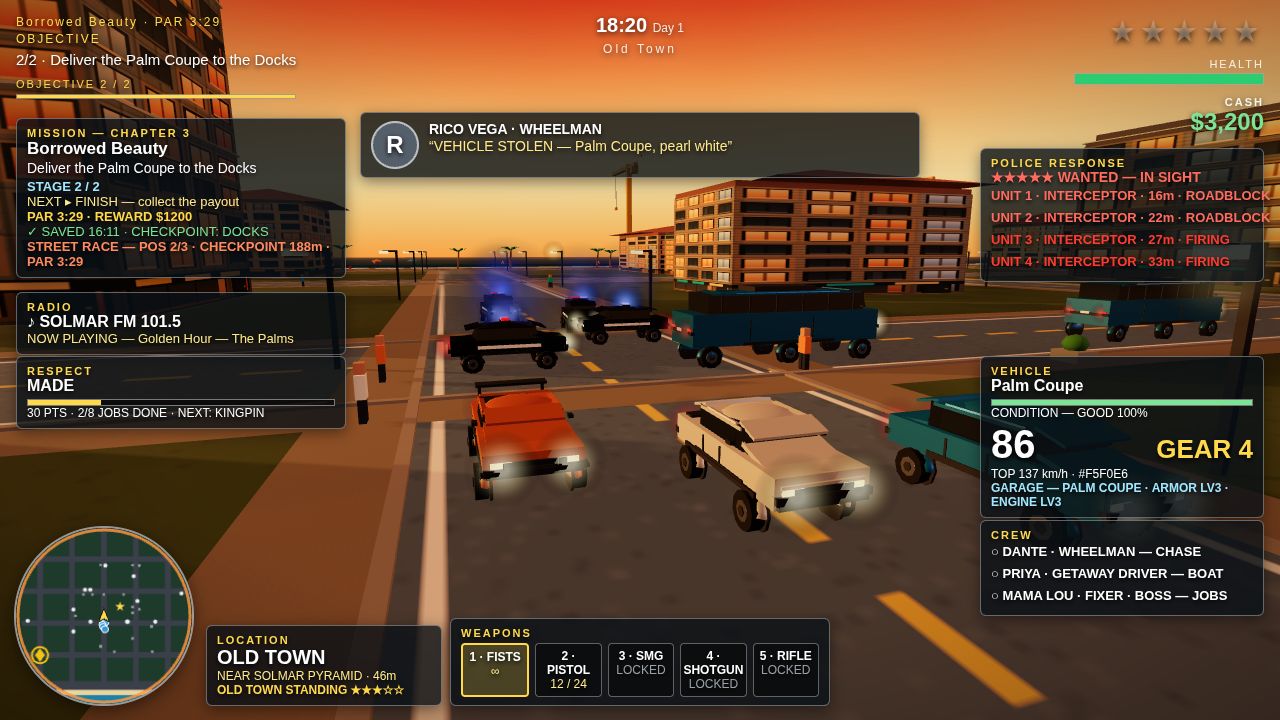 Borrowed Beauty · PAR 3:29
OBJECTIVE
2/2 · Deliver the Palm Coupe to the Docks
OBJECTIVE 2 / 2
18:20 Day 1
Old Town
★★★★★
HEALTH
CASH
$3,200
MISSION — CHAPTER 3
Borrowed Beauty
Deliver the Palm Coupe to the Docks
STAGE 2 / 2
NEXT ▸ FINISH — collect the payout
PAR 3:29 · REWARD $1200
✓ SAVED 16:11 · CHECKPOINT: DOCKS
STREET RACE — POS 2/3 · CHECKPOINT 188m ·
PAR 3:29
R
RICO VEGA · WHEELMAN
“VEHICLE STOLEN — Palm Coupe, pearl white”
POLICE RESPONSE
★★★★★ WANTED — IN SIGHT
UNIT 1 · INTERCEPTOR · 16m · ROADBLOCK
UNIT 2 · INTERCEPTOR · 22m · ROADBLOCK
UNIT 3 · INTERCEPTOR · 27m · FIRING
UNIT 4 · INTERCEPTOR · 33m · FIRING
RADIO
♪ SOLMAR FM 101.5
NOW PLAYING — Golden Hour — The Palms
RESPECT
MADE
30 PTS · 2/8 JOBS DONE · NEXT: KINGPIN
VEHICLE
Palm Coupe
CONDITION — GOOD 100%
86 GEAR 4
TOP 137 km/h · #F5F0E6
GARAGE — PALM COUPE · ARMOR LV3 ·
ENGINE LV3
CREW
○ DANTE · WHEELMAN — CHASE
○ PRIYA · GETAWAY DRIVER — BOAT
○ MAMA LOU · FIXER · BOSS — JOBS
LOCATION
OLD TOWN
NEAR SOLMAR PYRAMID · 46m
OLD TOWN STANDING ★★★☆☆
WEAPONS
1 · FISTS
∞
2 ·
PISTOL
12 / 24
3 · SMG
LOCKED
4 ·
SHOTGUN
LOCKED
5 · RIFLE
LOCKED